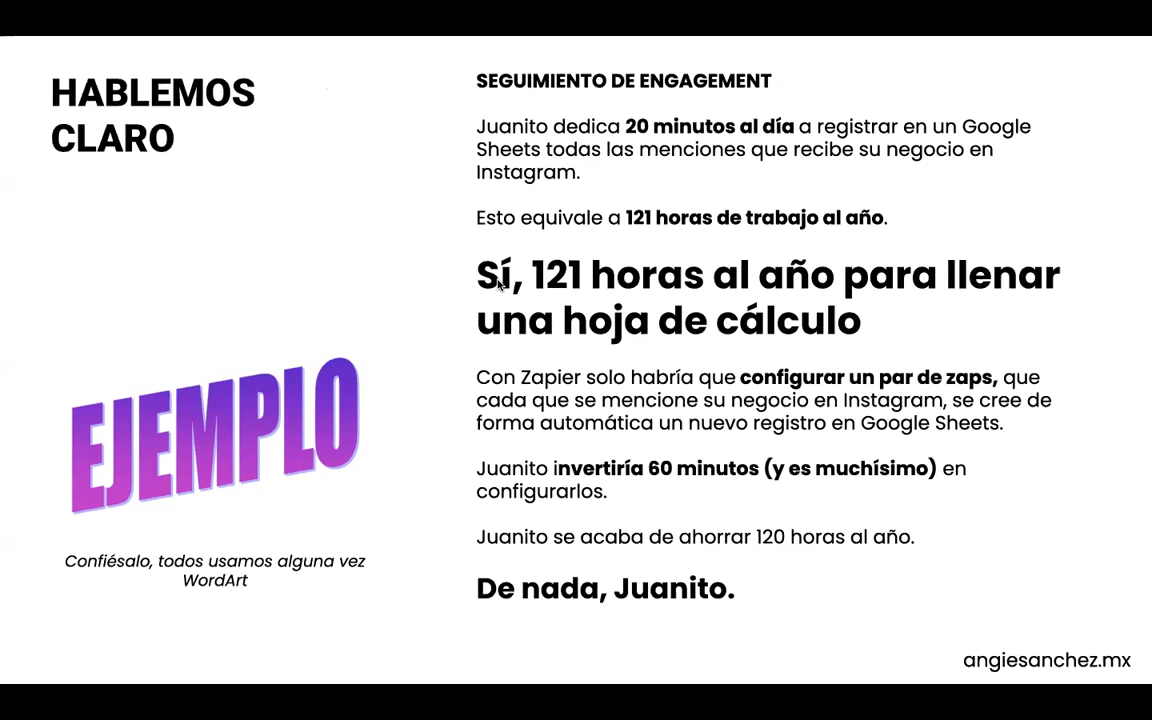 HABLEMOS
CLARO
EJEMPLO
Confiésalo, todos usamos alguna vez
WordArt
SEGUIMIENTO DE ENGAGEMENT
Juanito dedica 20 minutos al día a registrar en un Google
Sheets todas las menciones que recibe su negocio en
Instagram.
Esto equivale a 121 horas de trabajo al año.
Sí, 121 horas al año para llenar
una hoja de cálculo
Con Zapier solo habría que configurar un par de zaps, que
cada que se mencione su negocio en Instagram, se cree de
forma automática un nuevo registro en Google Sheets.
Juanito invertiría 60 minutos (y es muchísimo) en
configurarlos.
Juanito se acaba de ahorrar 120 horas al año.
De nada, Juanito.
angiesanchez.mx